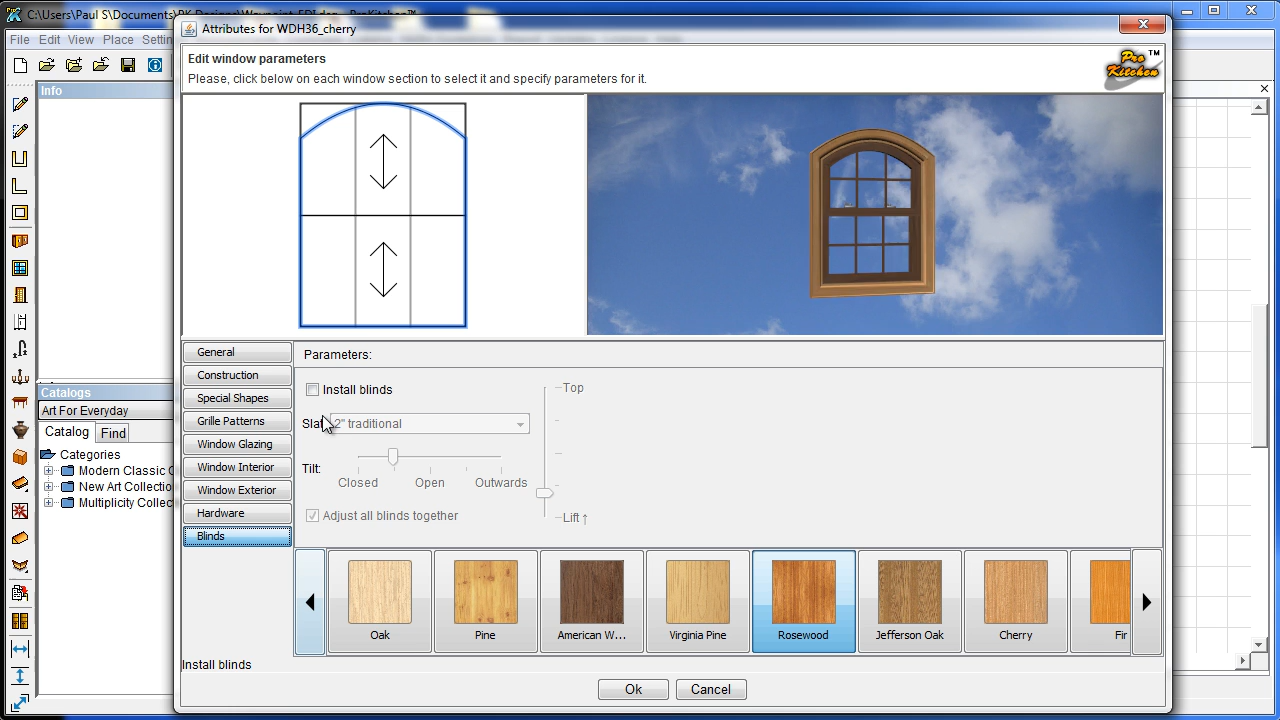 C:\Users\Paul S\Documents\
Attributes for WDH36_cherry
File Edit View Place
Edit window parameters
Please, click below on each window section to select it and specify parameters for it.
Pro Kitchen™
Info
Catalogs
Art For Everyday
Catalog Find
Categories
Modern Classic
New Art Collectio
Multiplicity Collec
General
Construction
Special Shapes
Grille Patterns
Window Glazing
Window Interior
Window Exterior
Hardware
Blinds
Parameters:
Install blinds
2" traditional
Tilt:
Closed Open Outwards
Adjust all blinds together
Top
Lift ↑
Oak
Pine
American W...
Virginia Pine
Rosewood
Jefferson Oak
Cherry
Fir
Install blinds
Ok Cancel